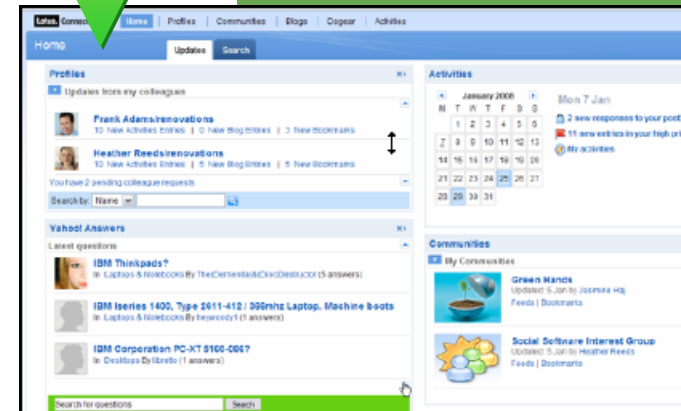 Lotus. Connec
Home | Profiles | Communities | Blogs | Dogear | Activities
Home
Updates
Search
Profiles
Updates from my colleagues
Frank Adams/renovations
10 New Activities Entries | 0 New Blog Entries | 3 New Bookmarks
Heather Reeds/renovations
10 New Activities Entries | 5 New Blog Entries | 5 New Bookmarks
You have 2 pending colleague requests
Search by: Name
Yahoo! Answers
Latest questions
IBM Thinkpads?
In Laptops & Notebooks By (5 answers)
IBM Iseries 1400, Type 2611-412 / 366mhz Laptop, Machine boots
In Laptops & Notebooks By heywoody1 (1 answers)
IBM Corporation PC-XT 5160-086?
In Desktops By libretto (1 answers)
Search for questions
Search
Activities
January 2008
M T W T F S S
1 2 3 4 5 6
7 8 9 10 11 12 13
14 15 16 17 18 19 20
21 22 23 24 25 26 27
28 29 30 31
Mon 7 Jan
2 new responses to your post
11 new entries in your high pri
My activities
Communities
My Communities
Green Hands
Updated: 5 Jan by Jasmine Haj
Feeds | Bookmarks
Social Software Interest Group
Updated: 5 Jan by Heather Reeds
Feeds | Bookmarks